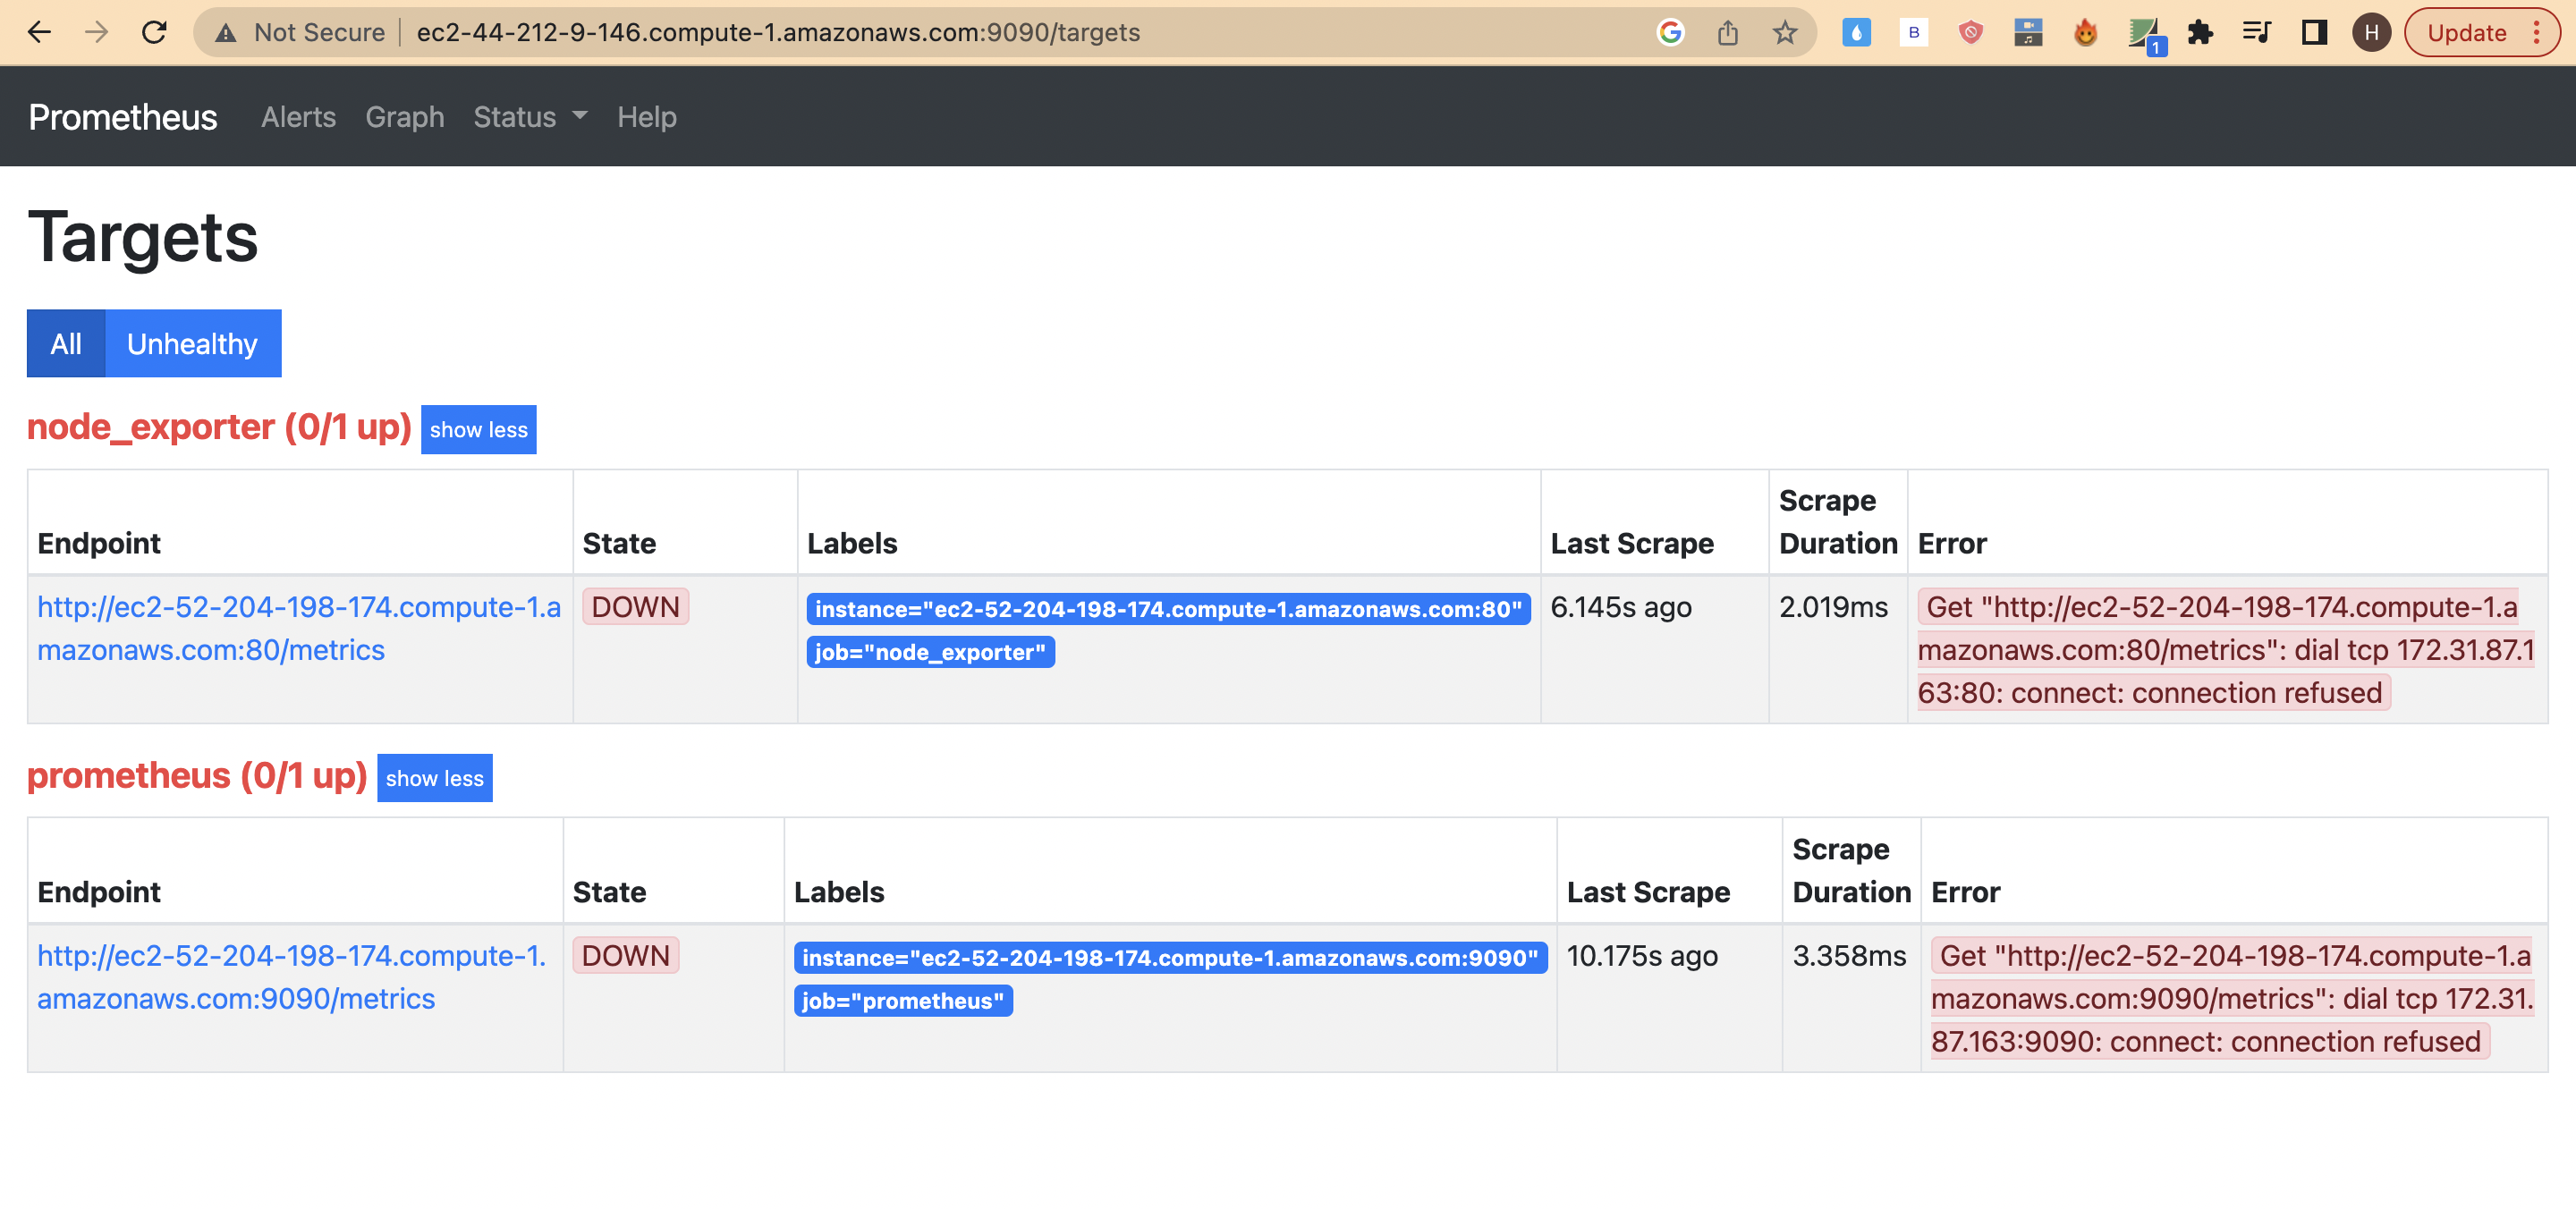 Not Secure | ec2-44-212-9-146.compute-1.amazonaws.com:9090/targets
B
1
H
Update
Prometheus Alerts Graph Status Help
Targets
All Unhealthy
node_exporter (0/1 up) show less
Endpoint State Labels Last Scrape Scrape Duration Error
http://ec2-52-204-198-174.compute-1.a
mazonaws.com:80/metrics
DOWN
instance="ec2-52-204-198-174.compute-1.amazonaws.com:80"
job="node_exporter"
6.145s ago
2.019ms
Get "http://ec2-52-204-198-174.compute-1.a
mazonaws.com:80/metrics": dial tcp 172.31.87.1
63:80: connect: connection refused
prometheus (0/1 up) show less
Endpoint State Labels Last Scrape Scrape Duration Error
http://ec2-52-204-198-174.compute-1.
amazonaws.com:9090/metrics
DOWN
instance="ec2-52-204-198-174.compute-1.amazonaws.com:9090"
job="prometheus"
10.175s ago
3.358ms
Get "http://ec2-52-204-198-174.compute-1.a
mazonaws.com:9090/metrics": dial tcp 172.31.
87.163:9090: connect: connection refused